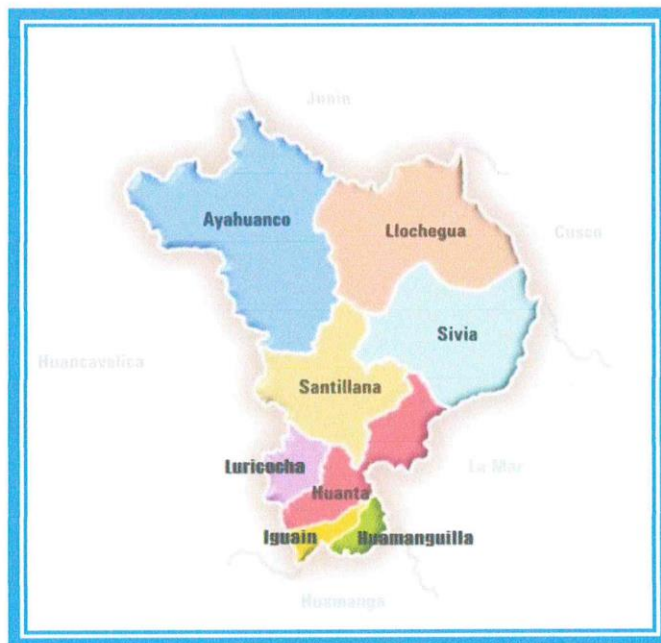 Junin
Ayahuanco
Llochegua
Cusco
Sivia
Huancavelica
Santillana
Luricocha
La Mar
Huanta
Iguain
Huamanguilla
Huamanga